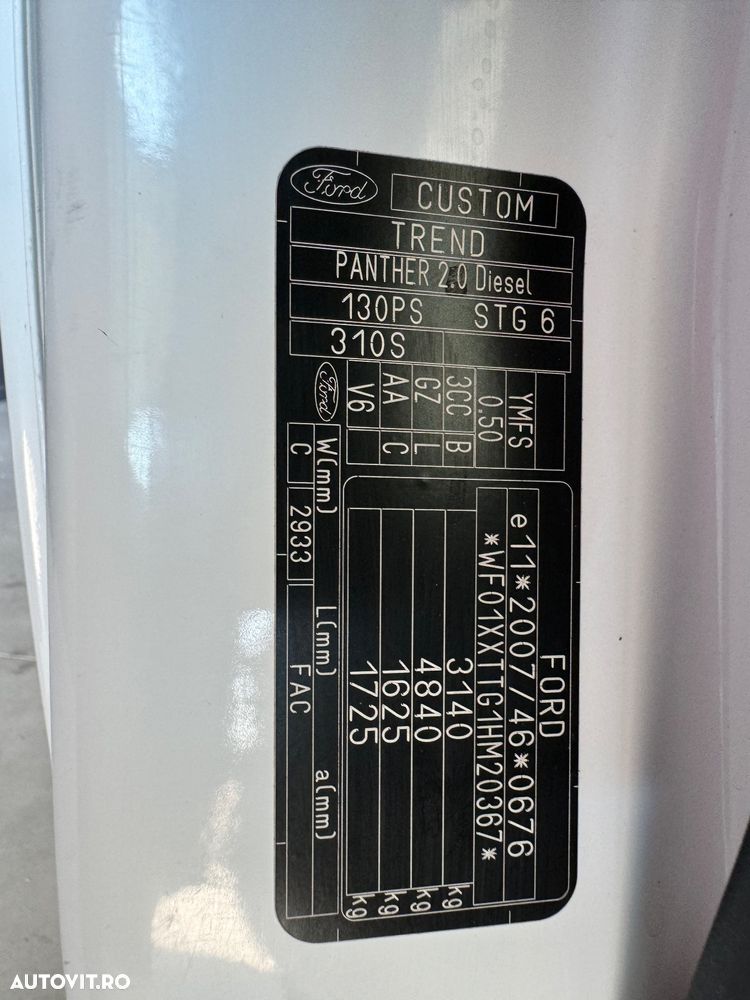 Ford
CUSTOM
TREND
PANTHER 2.0 Diesel
130PS STG 6
310S
YMFS
0.50
3CC B
GZ L
AA C
V6
Ford
FORD
e11*2007/46*0676
*WF01XXTTG1HM20367*
3140 kg
4840 kg
1625 kg
1725 kg
W(mm) L(mm) a(mm)
C 2933 FAC
AUTOVIT.RO